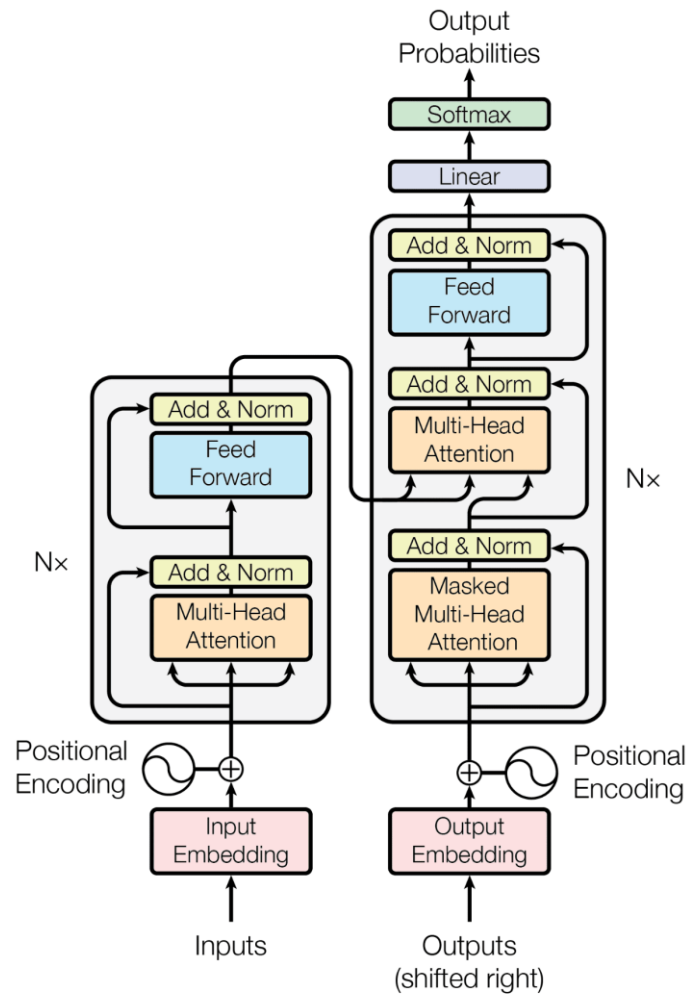 Output
Probabilities
Softmax
Linear
Add & Norm
Feed
Forward
Add & Norm
Multi-Head
Attention
Add & Norm
Masked
Multi-Head
Attention
N×
Add & Norm
Feed
Forward
Add & Norm
Multi-Head
Attention
N×
Positional
Encoding
Input
Embedding
Inputs
Positional
Encoding
Output
Embedding
Outputs
(shifted right)